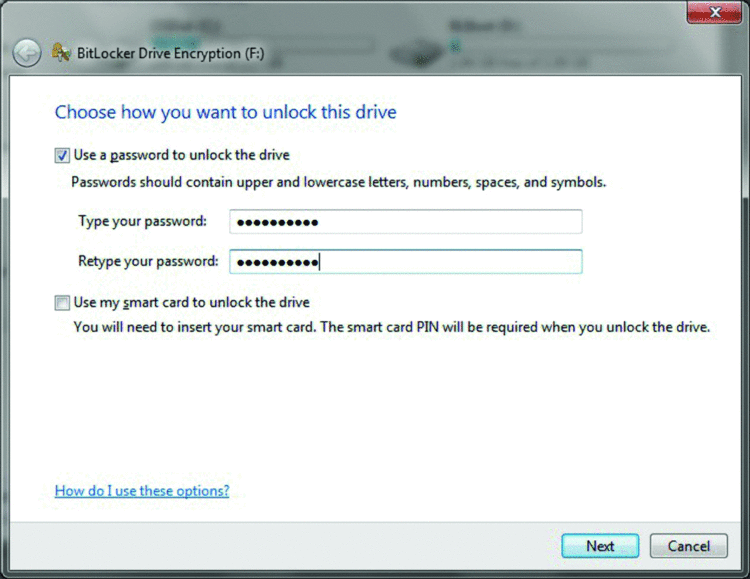 BitLocker Drive Encryption (F:)
Choose how you want to unlock this drive
Use a password to unlock the drive
Passwords should contain upper and lowercase letters, numbers, spaces, and symbols.
Type your password: ●●●●●●●●●●
Retype your password: ●●●●●●●●●●
Use my smart card to unlock the drive
You will need to insert your smart card. The smart card PIN will be required when you unlock the drive.
How do I use these options?
Next Cancel